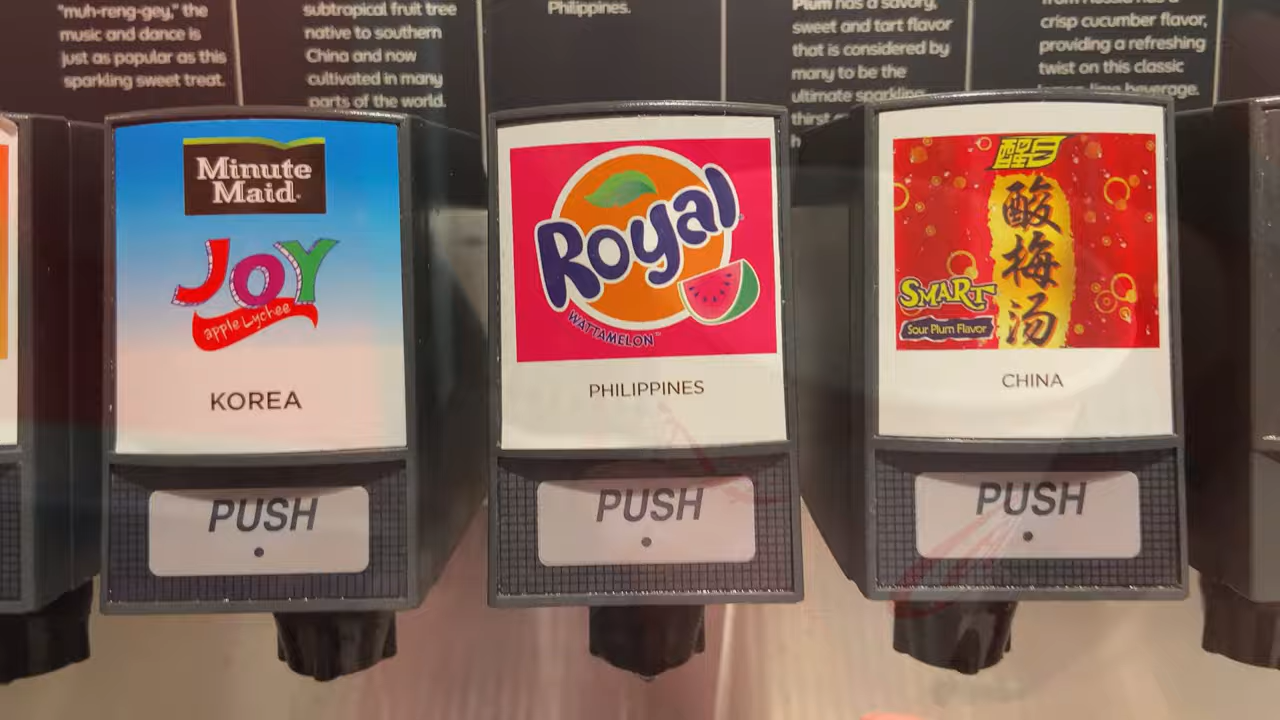 "muh-reng-gey," the
music and dance is
just as popular as this
sparkling sweet treat.
subtropical fruit tree
native to southern
China and now
cultivated in many
parts of the world.
Philippines.
Plum has a savory,
sweet and tart flavor
that is considered by
many to be the
ultimate sparkling
thirst
crisp cucumber flavor,
providing a refreshing
twist on this classic
beverage.
Minute
Maid
JOY
apple Lychee
KOREA
PUSH
Royal
WATTAMELON™
PHILIPPINES
PUSH
醒目
酸
梅
汤
SMART
Sour Plum Flavor
CHINA
PUSH